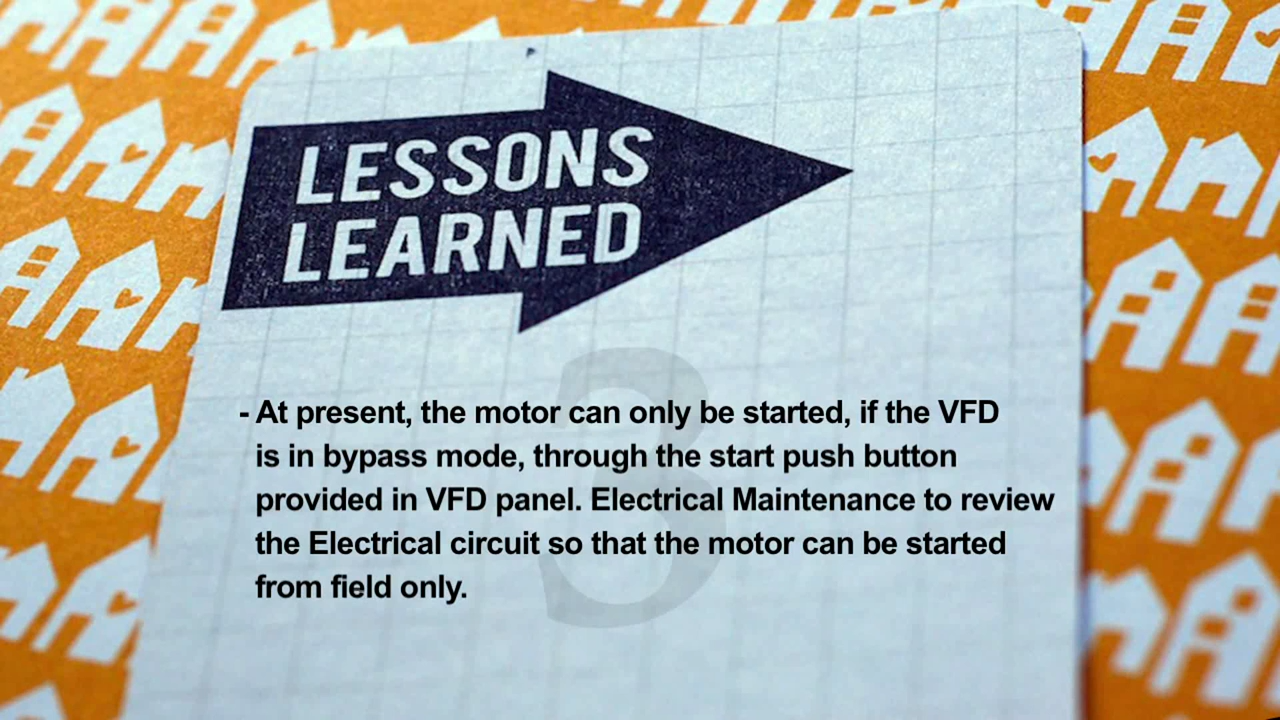 LESSONS
LEARNED
3
- At present, the motor can only be started, if the VFD
is in bypass mode, through the start push button
provided in VFD panel. Electrical Maintenance to review
the Electrical circuit so that the motor can be started
from field only.